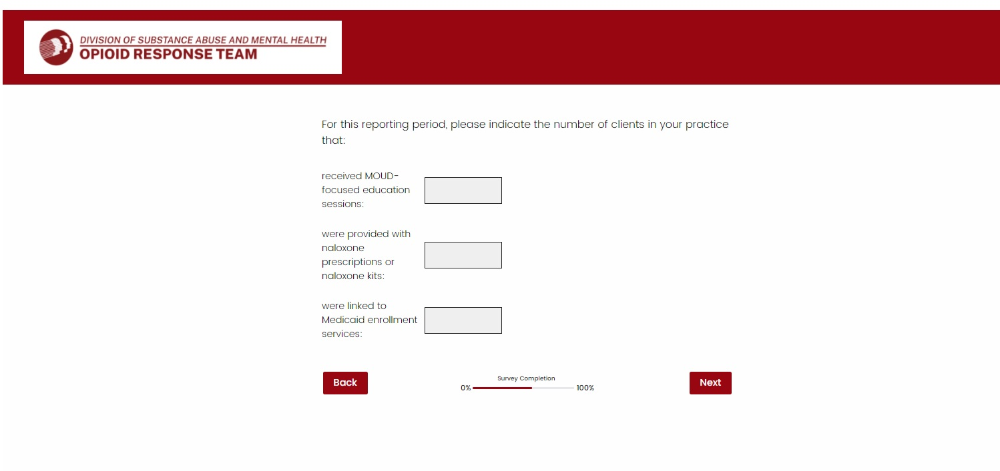 DIVISION OF SUBSTANCE ABUSE AND MENTAL HEALTH
OPIOID RESPONSE TEAM
For this reporting period, please indicate the number of clients in your practice
that:
received MOUD-
focused education
sessions:
were provided with
naloxone
prescriptions or
naloxone kits:
were linked to
Medicaid enrollment
services:
Back
Survey Completion
0% 100%
Next